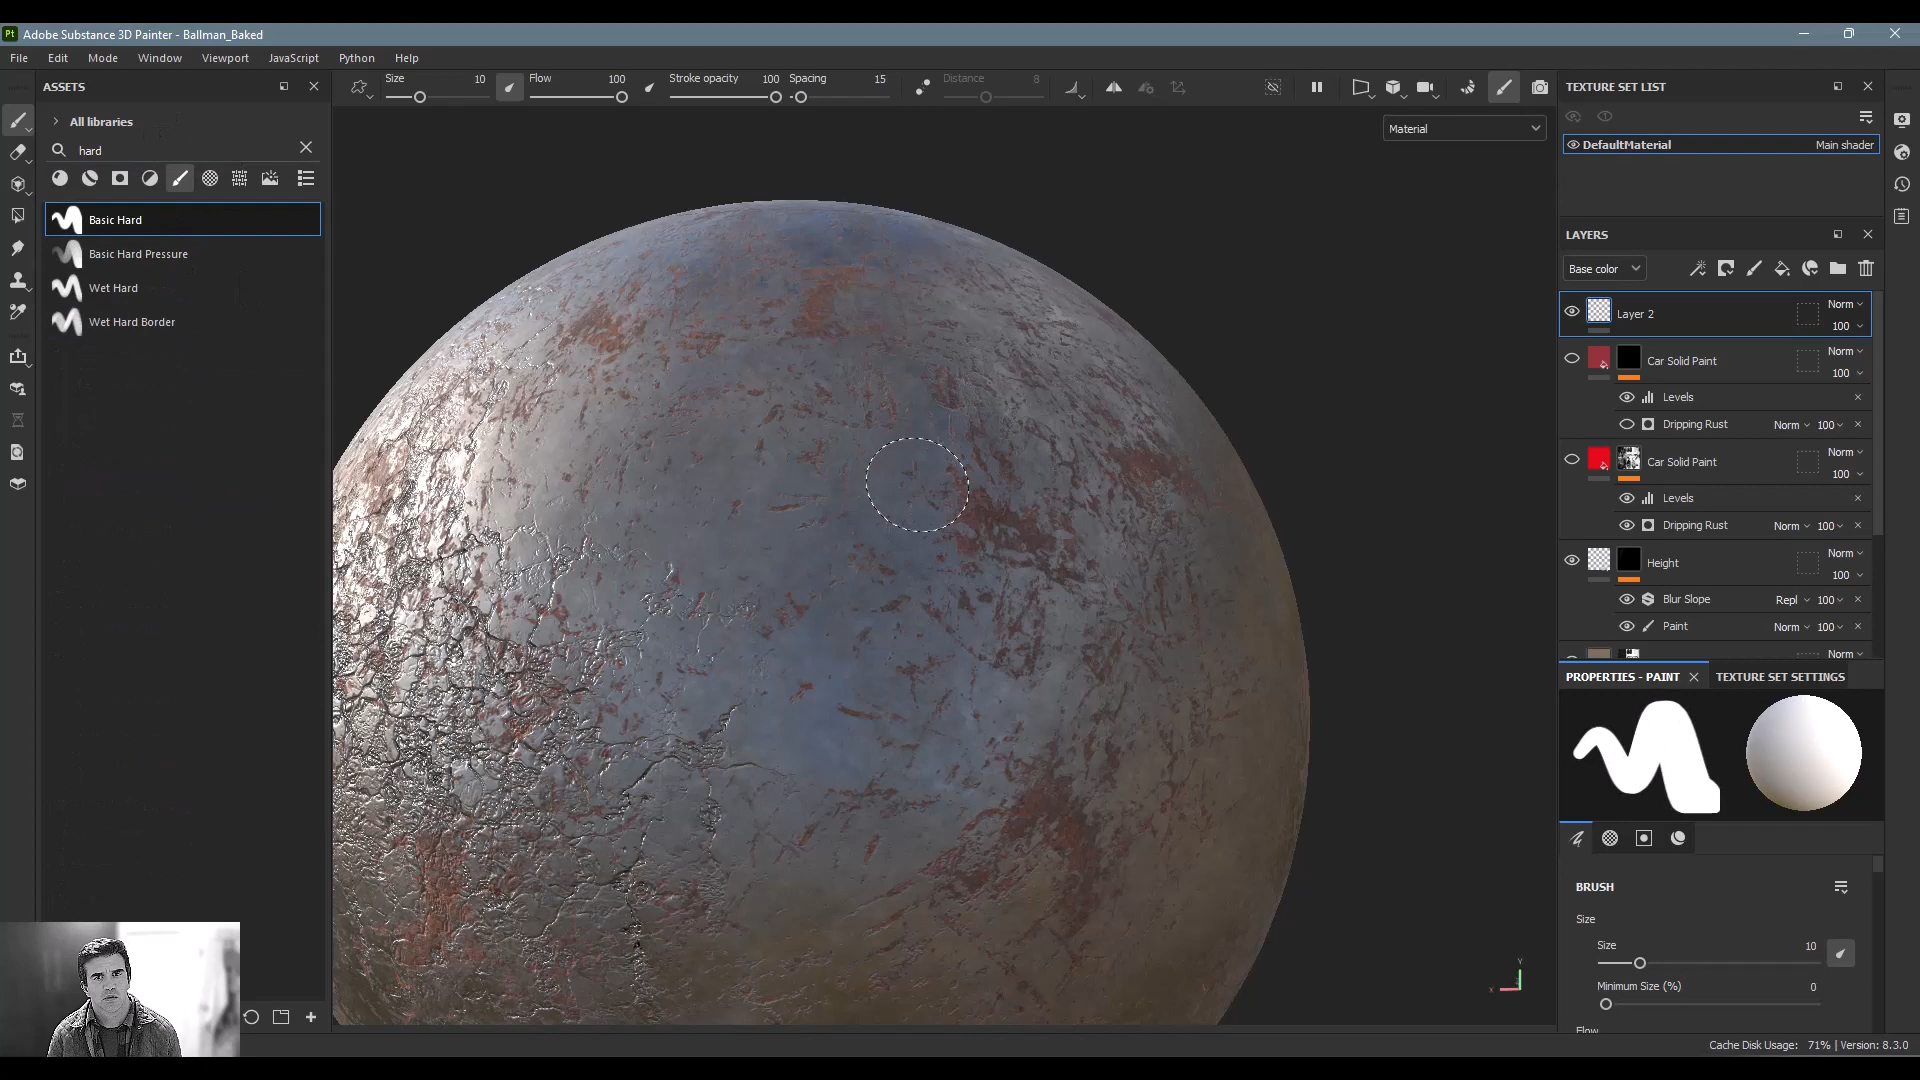 Pt Adobe Substance 3D Painter - Ballman_Baked
File Edit Mode Window Viewport JavaScript Python Help
ASSETS
Size 10 Flow 100 Stroke opacity 100 Spacing 15 Distance 8
TEXTURE SET LIST
All libraries
hard
Material
DefaultMaterial Main shader
Basic Hard
Basic Hard Pressure
Wet Hard
Wet Hard Border
LAYERS
Base color
Layer 2 Norm
100
Car Solid Paint Norm
100
Levels
Dripping Rust Norm 100
Car Solid Paint Norm
100
Levels
Dripping Rust Norm 100
Height Norm
100
Blur Slope Repl 100
Paint Norm 100
Norm
PROPERTIES - PAINT TEXTURE SET SETTINGS
BRUSH
Size
Size 10
Minimum Size (%) 0
Flow
Y
X
Cache Disk Usage: 71% | Version: 8.3.0